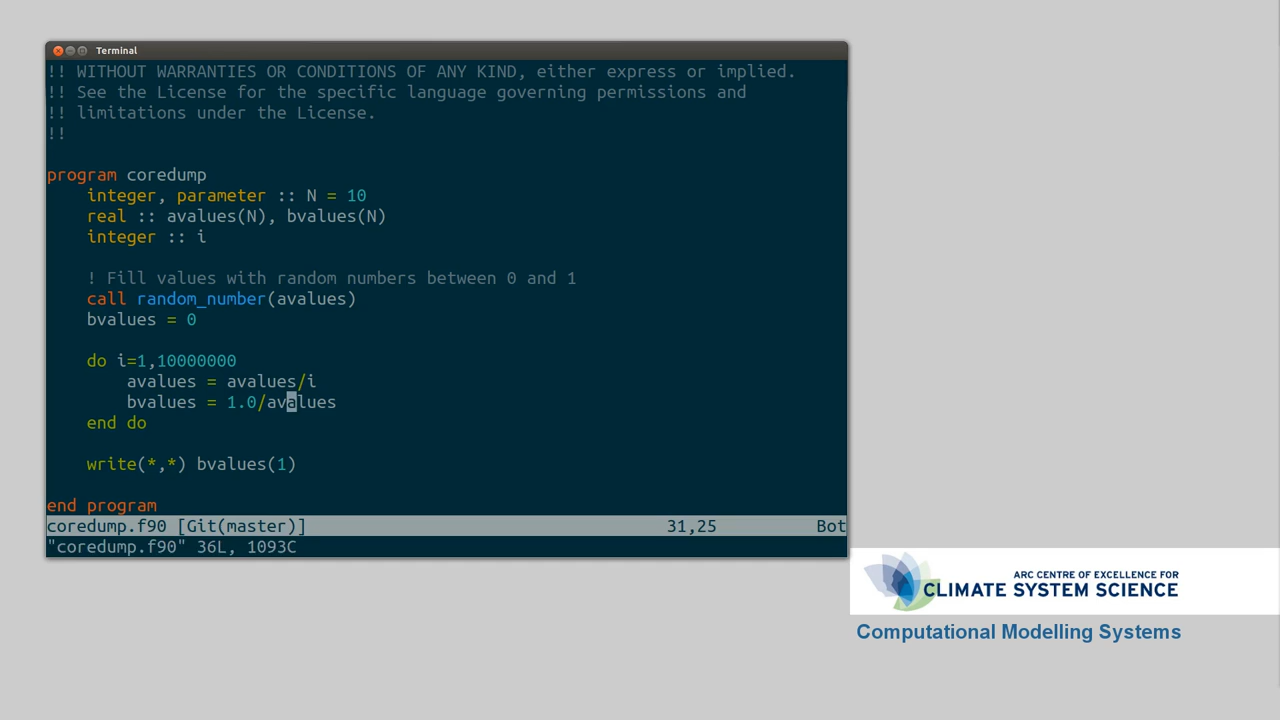 Terminal
!! WITHOUT WARRANTIES OR CONDITIONS OF ANY KIND, either express or implied.
!! See the License for the specific language governing permissions and
!! limitations under the License.
!!
program coredump
    integer, parameter :: N = 10
    real :: avalues(N), bvalues(N)
    integer :: i
    ! Fill values with random numbers between 0 and 1
    call random_number(avalues)
    bvalues = 0
    do i=1,10000000
        avalues = avalues/i
        bvalues = 1.0/avalues
    end do
    write(*,*) bvalues(1)
end program
coredump.f90 [Git(master)] 31,25 Bot
"coredump.f90" 36L, 1093C
ARC CENTRE OF EXCELLENCE FOR
CLIMATE SYSTEM SCIENCE
Computational Modelling Systems